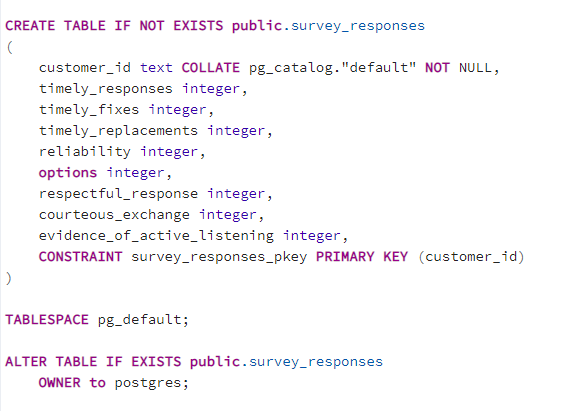 CREATE TABLE IF NOT EXISTS public.survey_responses
(
    customer_id text COLLATE pg_catalog."default" NOT NULL,
    timely_responses integer,
    timely_fixes integer,
    timely_replacements integer,
    reliability integer,
    options integer,
    respectful_response integer,
    courteous_exchange integer,
    evidence_of_active_listening integer,
    CONSTRAINT survey_responses_pkey PRIMARY KEY (customer_id)
)
TABLESPACE pg_default;
ALTER TABLE IF EXISTS public.survey_responses
    OWNER to postgres;